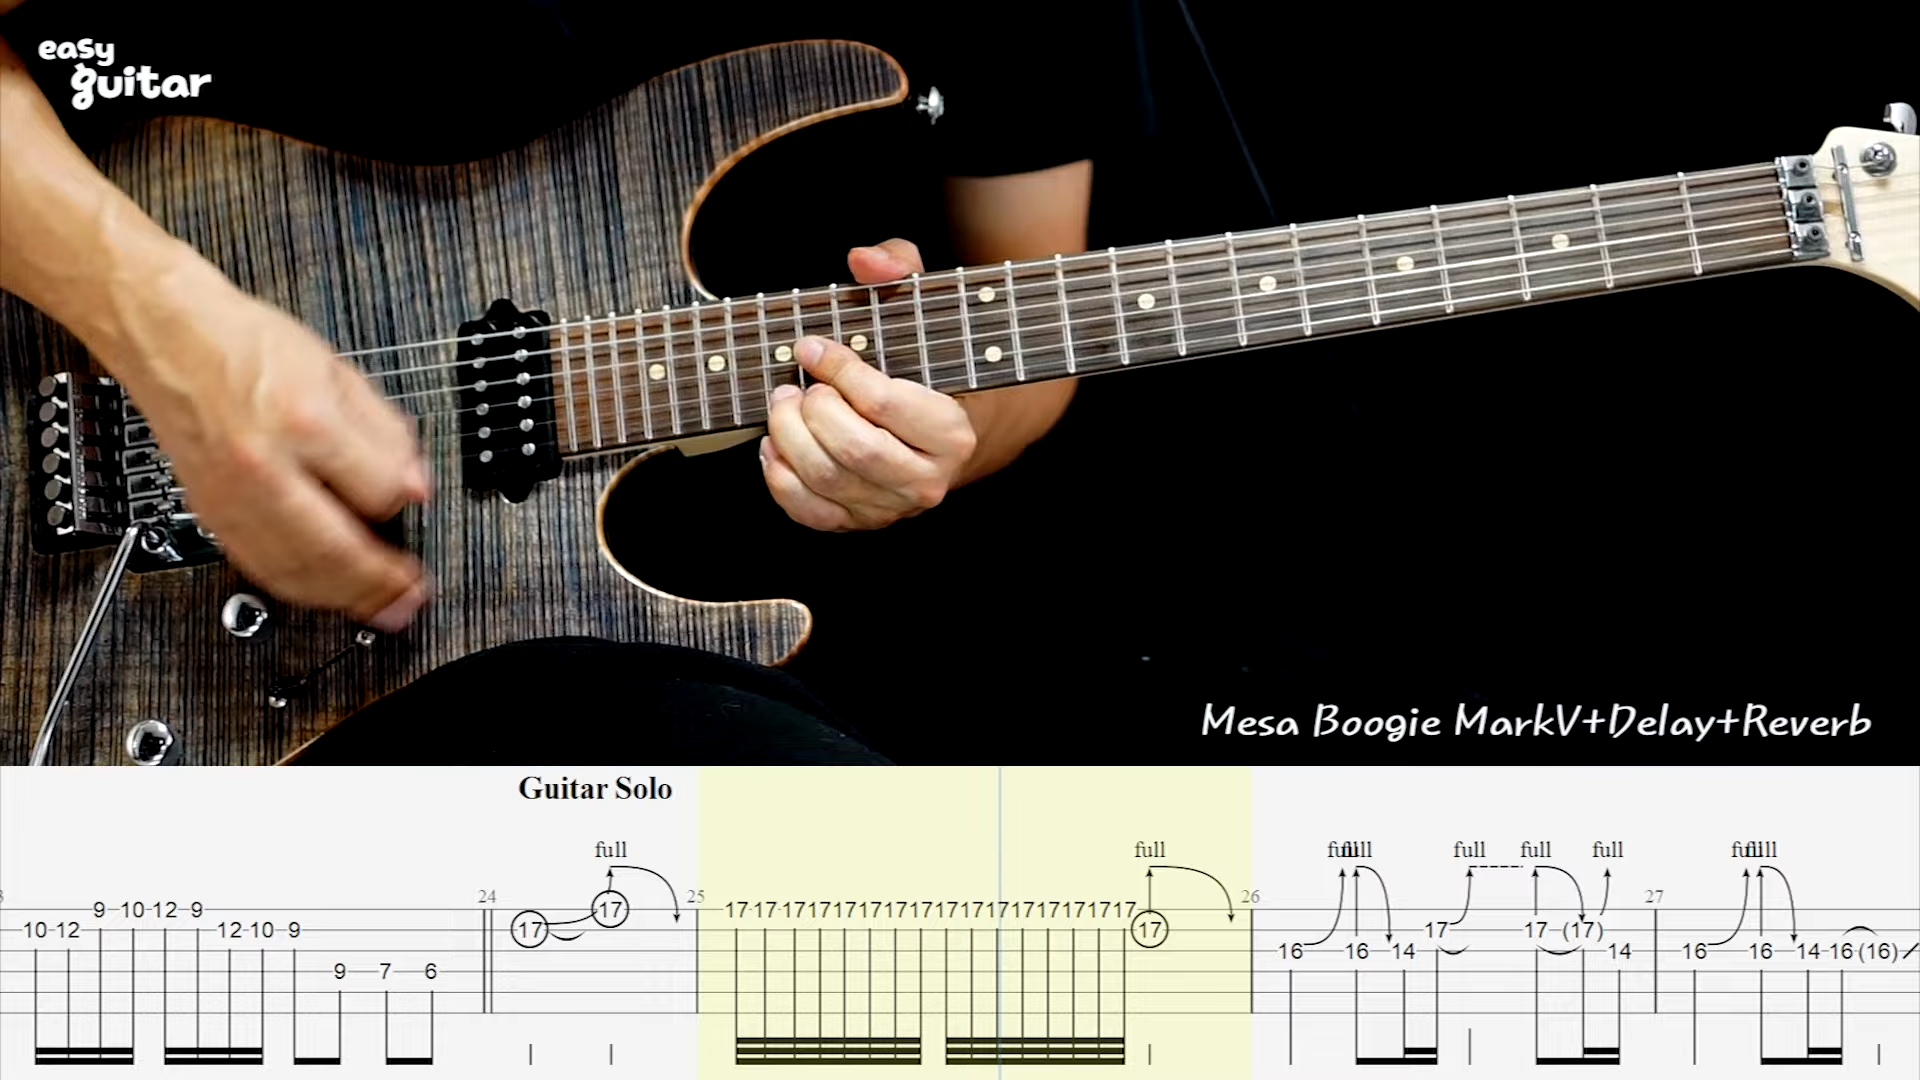 easy
guitar
Mesa Boogie MarkV+Delay+Reverb
Guitar Solo
full full full full full full full full
24 25 26 27
9 10 12 9 17 17 17 17 17 17 17 17 17 17 17 17 17 17 17 17 17
10 12 12 10 9 17 17 17 17 (17)
16 16 14 14 16 16 14 16 (16)
9 7 6